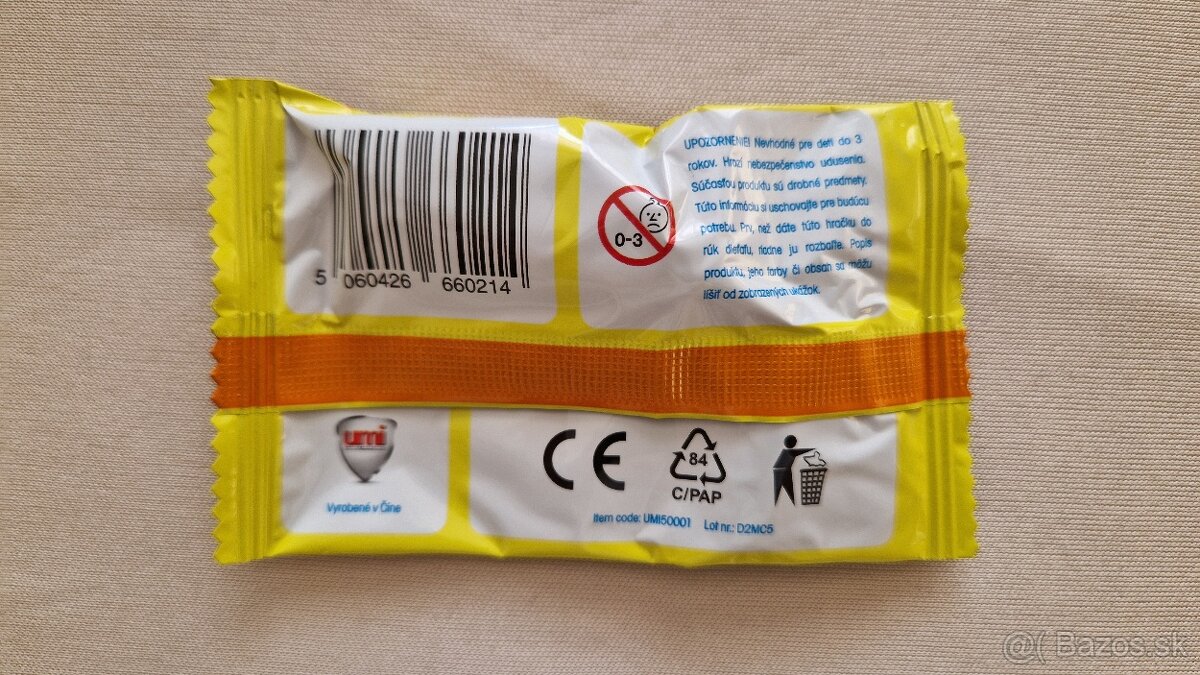 5 060426 660214
UPOZORNENIE! Nevhodné pre deti do 3
rokov. Hrozí nebezpečenstvo udusenia.
Súčasťou produktu sú drobné predmety.
Túto informáciu si uschovajte pre budúcu
potrebu. Prv, než dáte túto hračku do
rúk dieťaťu, riadne ju rozbaľte. Popis
produktu, jeho farby či obsah sa môžu
líšiť od zobrazených ukážok.
0-3
umi
Vyrobené v Číne
CE
84
C/PAP
Item code: UMI50001 Lot nr.: D2MC5
@( Bazos.sk